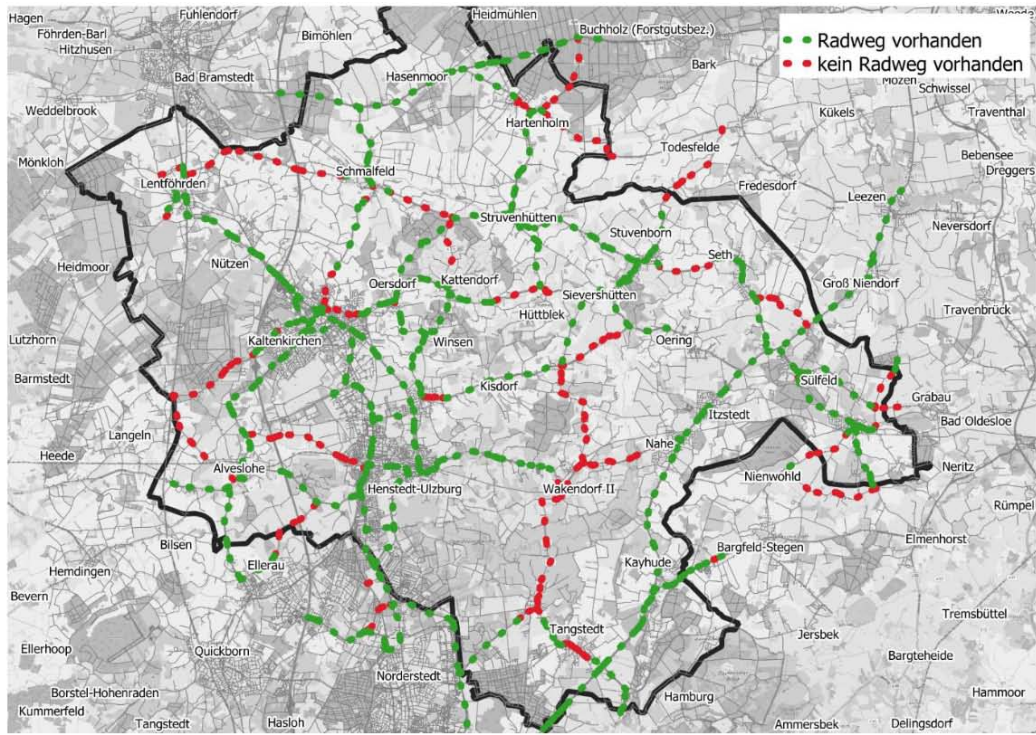 Hagen
Fuhlendorf
Heidmühlen
Föhrden-Barl
Bimöhlen
Buchholz (Forstgutsbez.)
Hitzhusen
Radweg vorhanden
kein Radweg vorhanden
Bad Bramstedt
Hasenmoor
Bark
Mözen
Schwissel
Weddelbrook
Hartenholm
Kükels
Traventhal
Mönkloh
Todesfelde
Bebensee
Dreggers
Lentföhrden
Schmalfeld
Fredesdorf
Leezen
Struvenhütten
Stuvenborn
Neversdorf
Heidmoor
Nützen
Seth
Oersdorf
Kattendorf
Groß Niendorf
Sievershütten
Hüttblek
Travenbrück
Lutzhorn
Kaltenkirchen
Winsen
Oering
Barmstedt
Kisdorf
Sülfeld
Grabau
Itzstedt
Bad Oldesloe
Langeln
Heede
Nahe
Alveslohe
Neritz
Henstedt-Ulzburg
Wakendorf II
Nienwohld
Rümpel
Bilsen
Elmenhorst
Bargfeld-Stegen
Ellerau
Kayhude
Hemdingen
Bevern
Tremsbüttel
Tangstedt
Jersbek
Ellerhoop
Quickborn
Bargteheide
Norderstedt
Borstel-Hohenraden
Hamburg
Hammoor
Kummerfeld
Tangstedt
Hasloh
Ammersbek
Delingsdorf